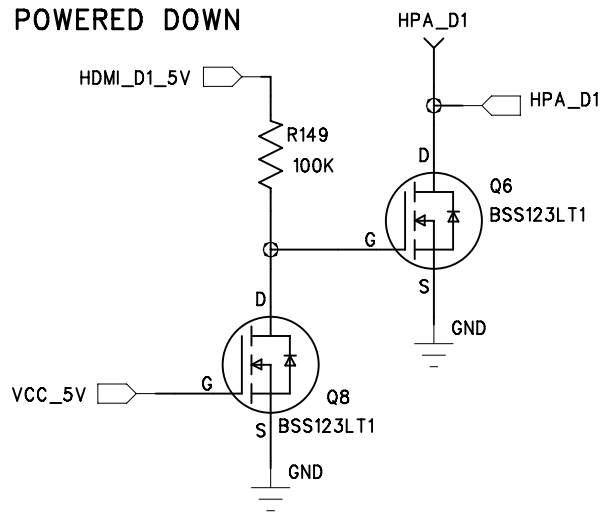 POWERED DOWN
HPA_D1
HDMI_D1_5V
HPA_D1
R149
100K
D
Q6
BSS123LT1
G
S
GND
D
VCC_5V
G
Q8
S
BSS123LT1
GND